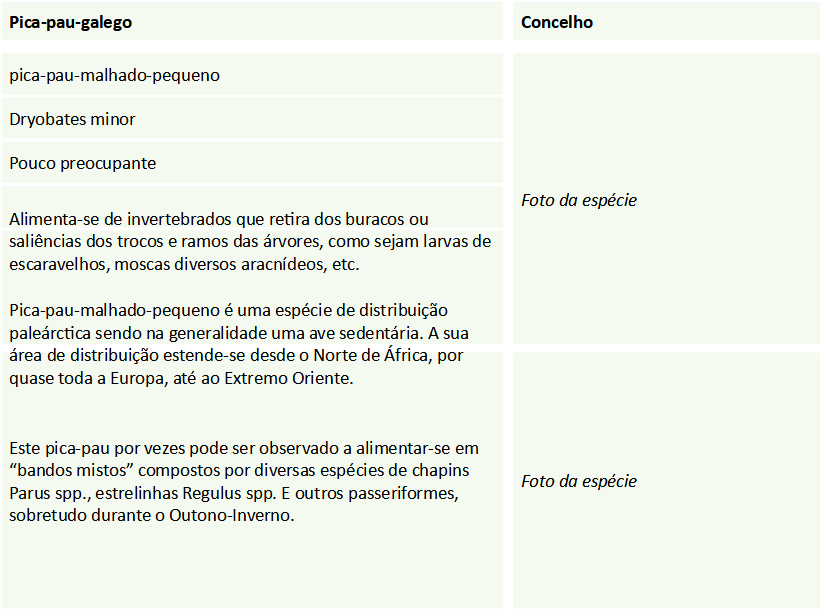 Pica-pau-galego
Concelho
pica-pau-malhado-pequeno
Dryobates minor
Pouco preocupante
Foto da espécie
Alimenta-se de invertebrados que retira dos buracos ou
saliências dos trocos e ramos das árvores, como sejam larvas de
escaravelhos, moscas diversos aracnídeos, etc.
Pica-pau-malhado-pequeno é uma espécie de distribuição
paleárctica sendo na generalidade uma ave sedentária. A sua
área de distribuição estende-se desde o Norte de África, por
quase toda a Europa, até ao Extremo Oriente.
Este pica-pau por vezes pode ser observado a alimentar-se em
“bandos mistos” compostos por diversas espécies de chapins
Parus spp., estrelinhas Regulus spp. E outros passeriformes,
sobretudo durante o Outono-Inverno.
Foto da espécie